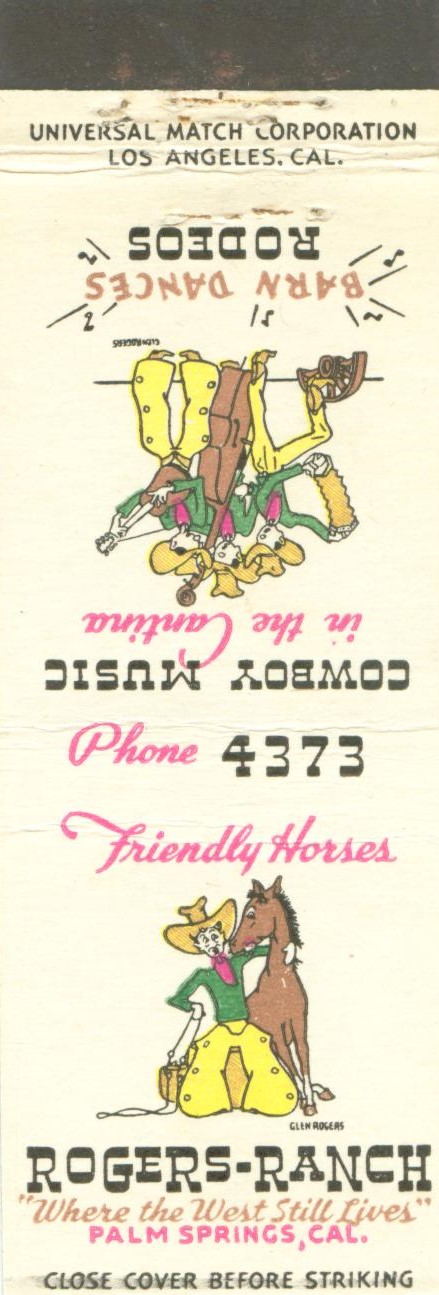 UNIVERSAL MATCH CORPORATION
LOS ANGELES, CAL.
COWBOY MUSIC
in the Cantina
GLEN ROGERS
BARN DANCES
RODEOS
Phone 4373
Friendly Horses
GLEN ROGERS
ROGERS-RANCH
"Where the West Still Lives"
PALM SPRINGS, CAL.
CLOSE COVER BEFORE STRIKING